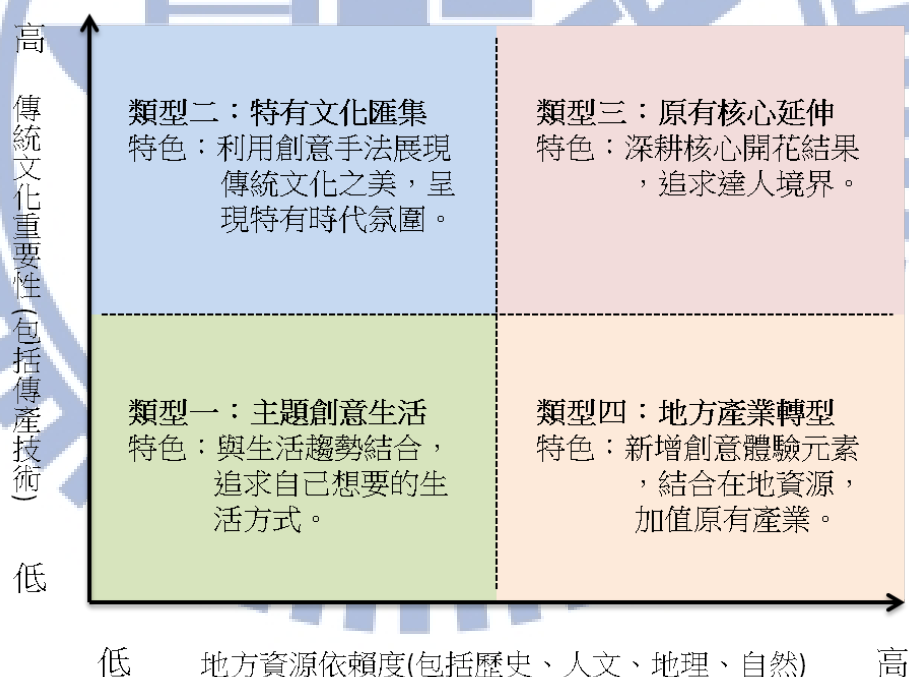 高
傳統文化重要性(包括傳產技術)
低
類型二：特有文化匯集
特色：利用創意手法展現
傳統文化之美，呈
現特有時代氛圍。
類型三：原有核心延伸
特色：深耕核心開花結果
，追求達人境界。
類型一：主題創意生活
特色：與生活趨勢結合，
追求自己想要的生
活方式。
類型四：地方產業轉型
特色：新增創意體驗元素
，結合在地資源，
加值原有產業。
低 地方資源依賴度(包括歷史、人文、地理、自然) 高